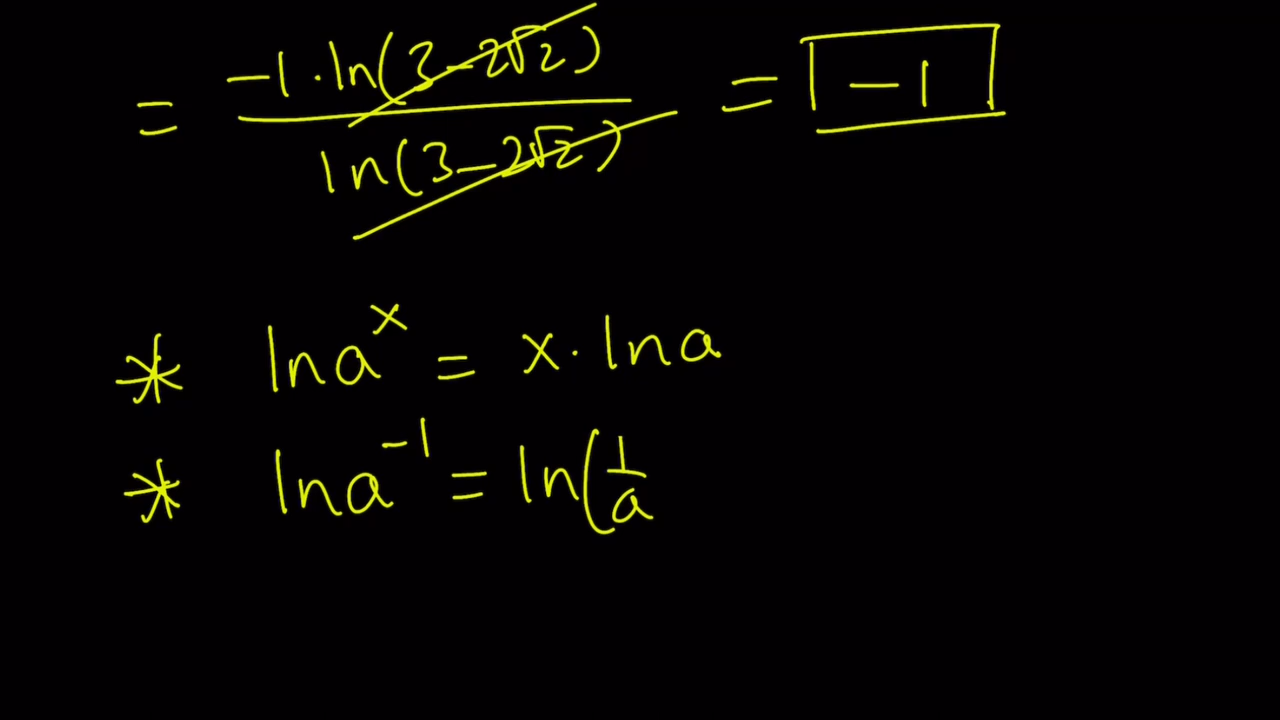 = -1·ln(3-2√2) / ln(3-2√2) = -1
* ln a^x = x·ln a
* ln a^-1 = ln(1/a